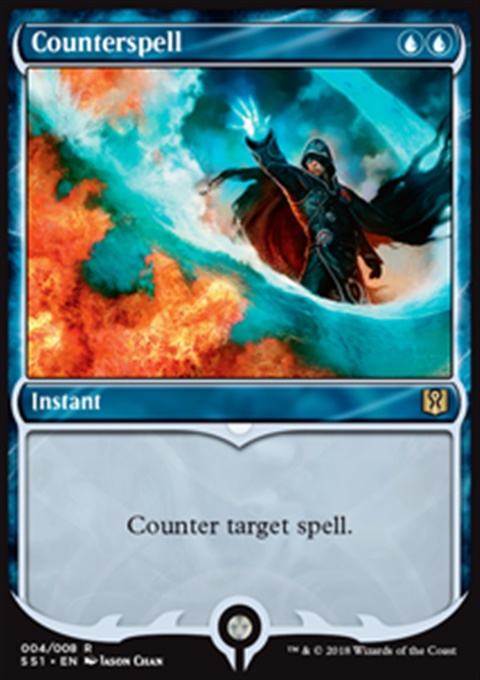 Counterspell
Instant
Counter target spell.
004/008 R
SS1 • EN Jason Chan
™ & © 2018 Wizards of the Coast